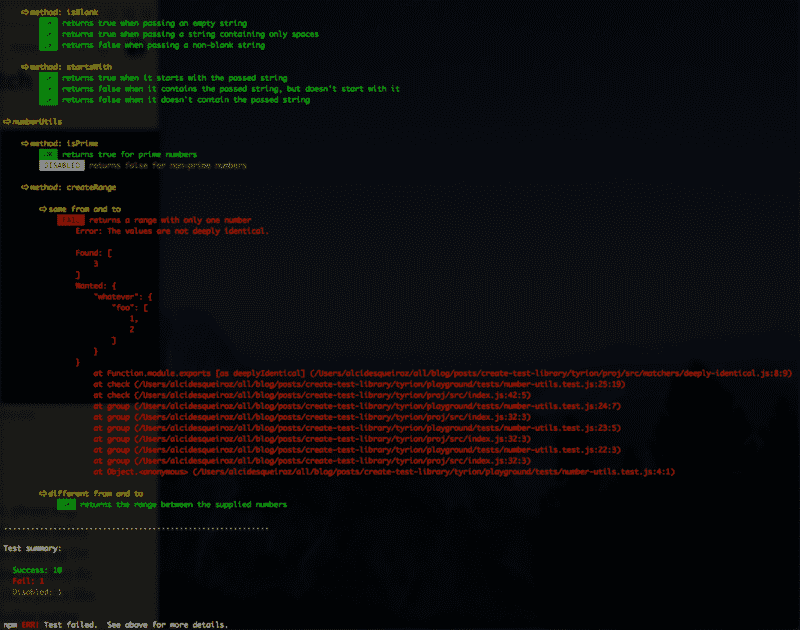 ⇨method: isBlank
✓ returns true when passing an empty string
✓ returns true when passing a string containing only spaces
✓ returns false when passing a non-blank string
⇨method: startsWith
✓ returns true when it starts with the passed string
✓ returns false when it contains the passed string, but doesn't start with it
✓ returns false when it doesn't contain the passed string
⇨numberUtils
⇨method: isPrime
OK returns true for prime numbers
DISABLED returns false for non-prime numbers
⇨method: createRange
⇨same from and to
FAIL returns a range with only one number
Error: The values are not deeply identical.
Found: [
3
]
Wanted: {
"whatever": {
"foo": [
1,
2
]
}
}
at Function.module.exports [as deeplyIdentical] (/Users/alcidesqueiroz/all/blog/posts/create-test-library/tyrion/proj/src/matchers/deeply-identical.js:8:9)
at check (/Users/alcidesqueiroz/all/blog/posts/create-test-library/tyrion/playground/tests/number-utils.test.js:25:19)
at check (/Users/alcidesqueiroz/all/blog/posts/create-test-library/tyrion/proj/src/index.js:42:5)
at group (/Users/alcidesqueiroz/all/blog/posts/create-test-library/tyrion/playground/tests/number-utils.test.js:24:7)
at group (/Users/alcidesqueiroz/all/blog/posts/create-test-library/tyrion/proj/src/index.js:32:3)
at group (/Users/alcidesqueiroz/all/blog/posts/create-test-library/tyrion/playground/tests/number-utils.test.js:23:5)
at group (/Users/alcidesqueiroz/all/blog/posts/create-test-library/tyrion/proj/src/index.js:32:3)
at group (/Users/alcidesqueiroz/all/blog/posts/create-test-library/tyrion/playground/tests/number-utils.test.js:22:3)
at group (/Users/alcidesqueiroz/all/blog/posts/create-test-library/tyrion/proj/src/index.js:32:3)
at Object.<anonymous> (/Users/alcidesqueiroz/all/blog/posts/create-test-library/tyrion/playground/tests/number-utils.test.js:4:1)
⇨different from and to
✓ returns the range between the supplied numbers
...........................................................
Test summary:
Success: 10
Fail: 1
Disabled: 1
npm ERR! Test failed.  See above for more details.